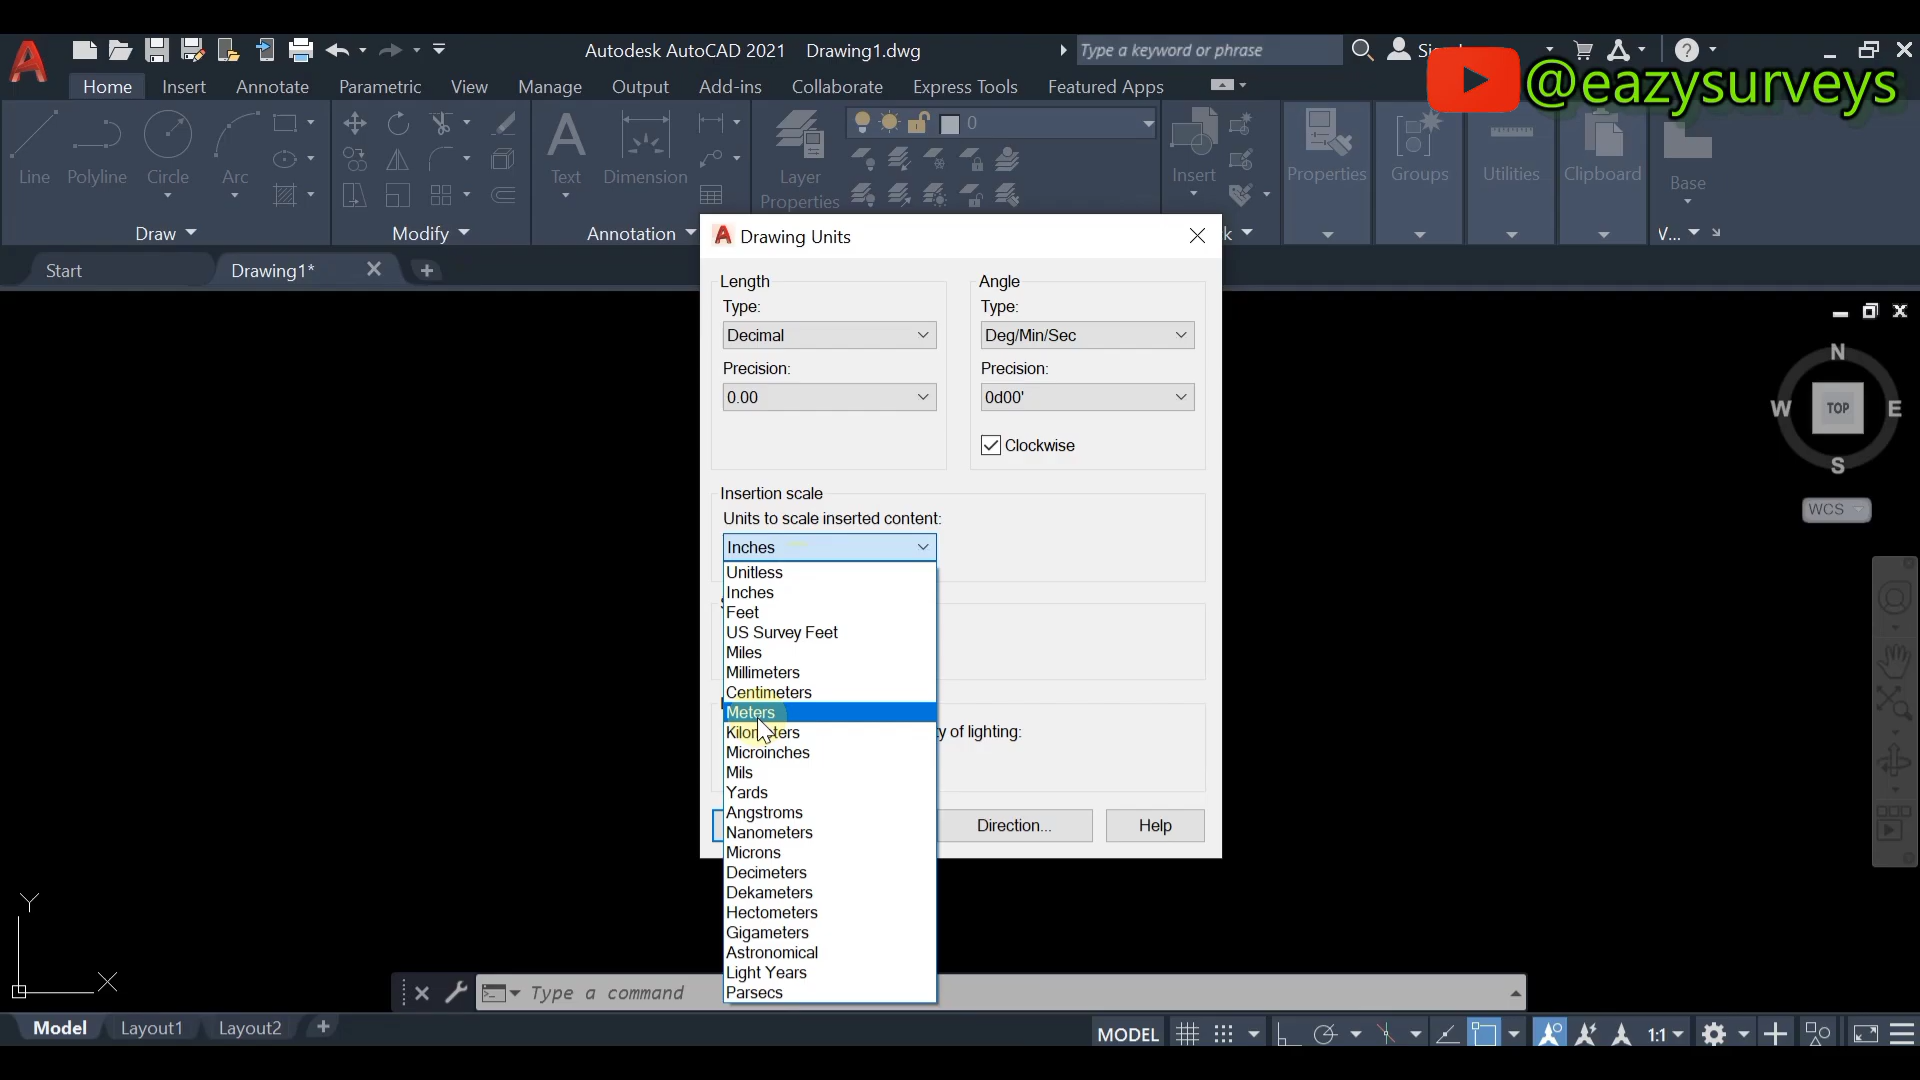 Autodesk AutoCAD 2021 Drawing1.dwg
Type a keyword or phrase
@eazysurveys
Home Insert Annotate Parametric View Manage Output Add-ins Collaborate Express Tools Featured Apps
0
Line Polyline Circle Arc Text Dimension Layer Properties Insert Properties Groups Utilities Clipboard Base
Draw Modify Annotation k V...
Start Drawing1* +
Drawing Units
Length
Type:
Decimal
Precision:
0.00
Angle
Type:
Deg/Min/Sec
Precision:
0d00'
Clockwise
Insertion scale
Units to scale inserted content:
Inches
Unitless
Inches
Feet
US Survey Feet
Miles
Millimeters
Centimeters
Meters
Kilometers
Microinches
Mils
Yards
Angstroms
Nanometers
Microns
Decimeters
Dekameters
Hectometers
Gigameters
Astronomical
Light Years
Parsecs
y of lighting:
Direction...
Help
N
W TOP E
S
WCS
Y
X
Type a command
Model Layout1 Layout2 +
MODEL 1:1